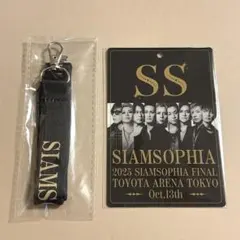 SIAMS
SS
SIAMSOPHIA
2025 SIAMSOPHIA FINAL
TOYOTA ARENA TOKYO
Oct.13th